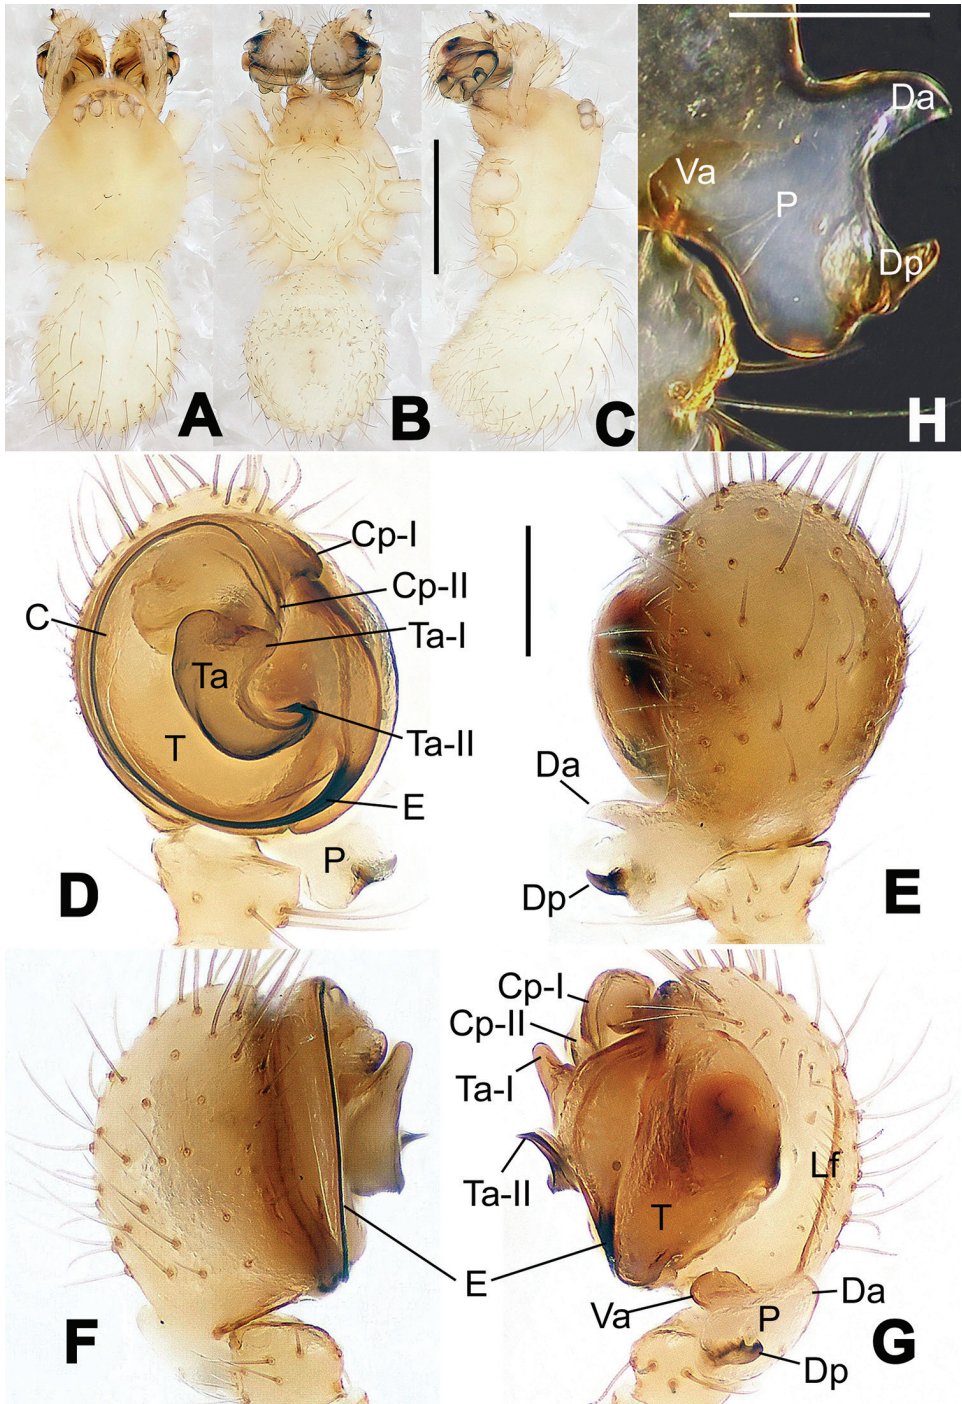 A
B
C
Da
Va
P
Dp
H
Cp-I
Cp-II
C
Ta-I
Ta
T
Ta-II
E
P
D
Da
Dp
E
F
E
Cp-I
Cp-II
Ta-I
Ta-II
Lf
T
Va
Da
P
Dp
G